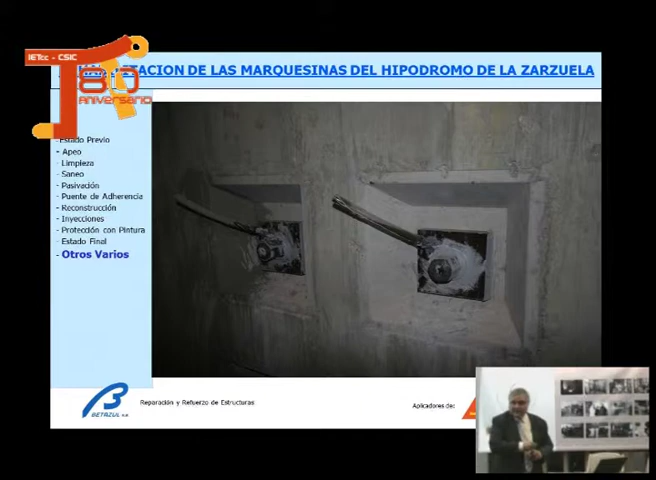 IETcc - CSIC
80
Aniversario
ITACION DE LAS MARQUESINAS DEL HIPODROMO DE LA ZARZUELA
- Estado Previo
- Apeo
- Limpieza
- Saneo
- Pasivación
- Puente de Adherencia
- Reconstrucción
- Inyecciones
- Protección con Pintura
- Estado Final
- Otros Varios
BETAZUL S.A.
Reparación y Refuerzo de Estructuras
Aplicadores de: